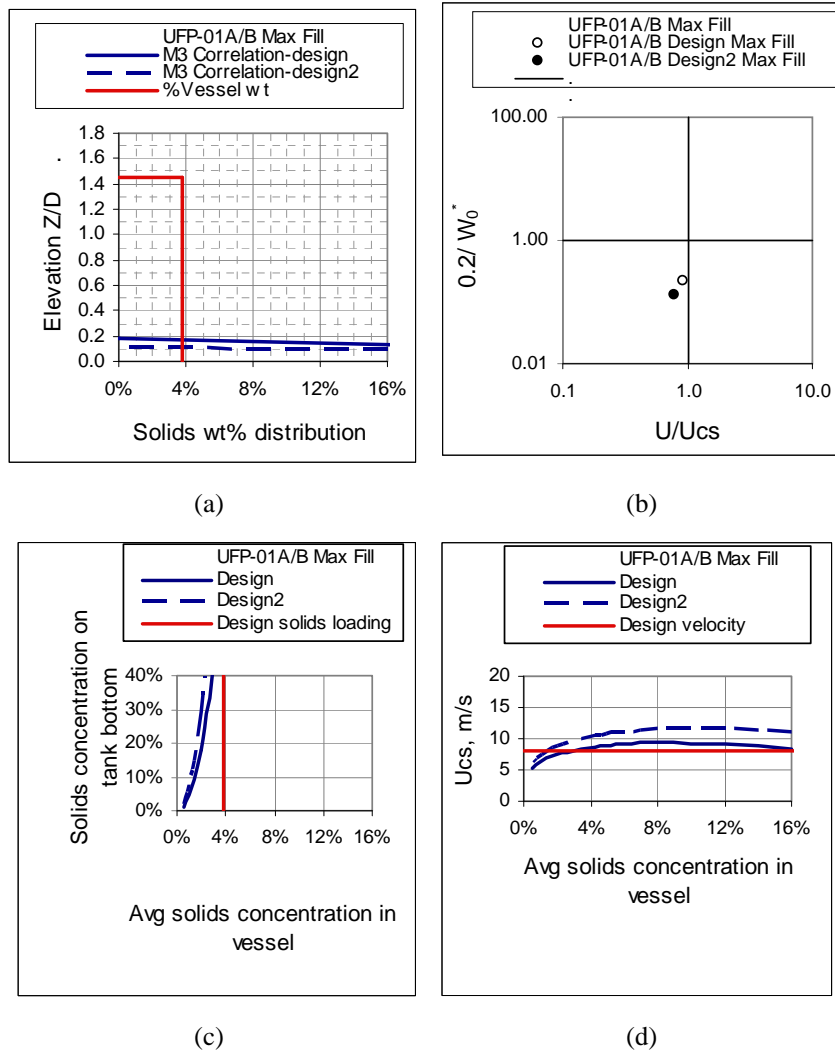 UFP-01A/B Max Fill
M3 Correlation-design
M3 Correlation-design2
%Vessel w t
Elevation Z/D
.
1.8
1.6
1.4
1.2
1.0
0.8
0.6
0.4
0.2
0.0
0% 4% 8% 12% 16%
Solids wt% distribution
(a)
UFP-01A/B Max Fill
UFP-01A/B Design Max Fill
UFP-01A/B Design2 Max Fill
.
.
0.2/ W0*
100.00
1.00
0.01
0.1 1.0 10.0
U/Ucs
(b)
UFP-01A/B Max Fill
Design
Design2
Design solids loading
Solids concentration on
tank bottom
40%
30%
20%
10%
0%
0% 4% 8% 12% 16%
Avg solids concentration in
vessel
(c)
UFP-01A/B Max Fill
Design
Design2
Design velocity
Ucs, m/s
20
15
10
5
0
0% 4% 8% 12% 16%
Avg solids concentration in
vessel
(d)